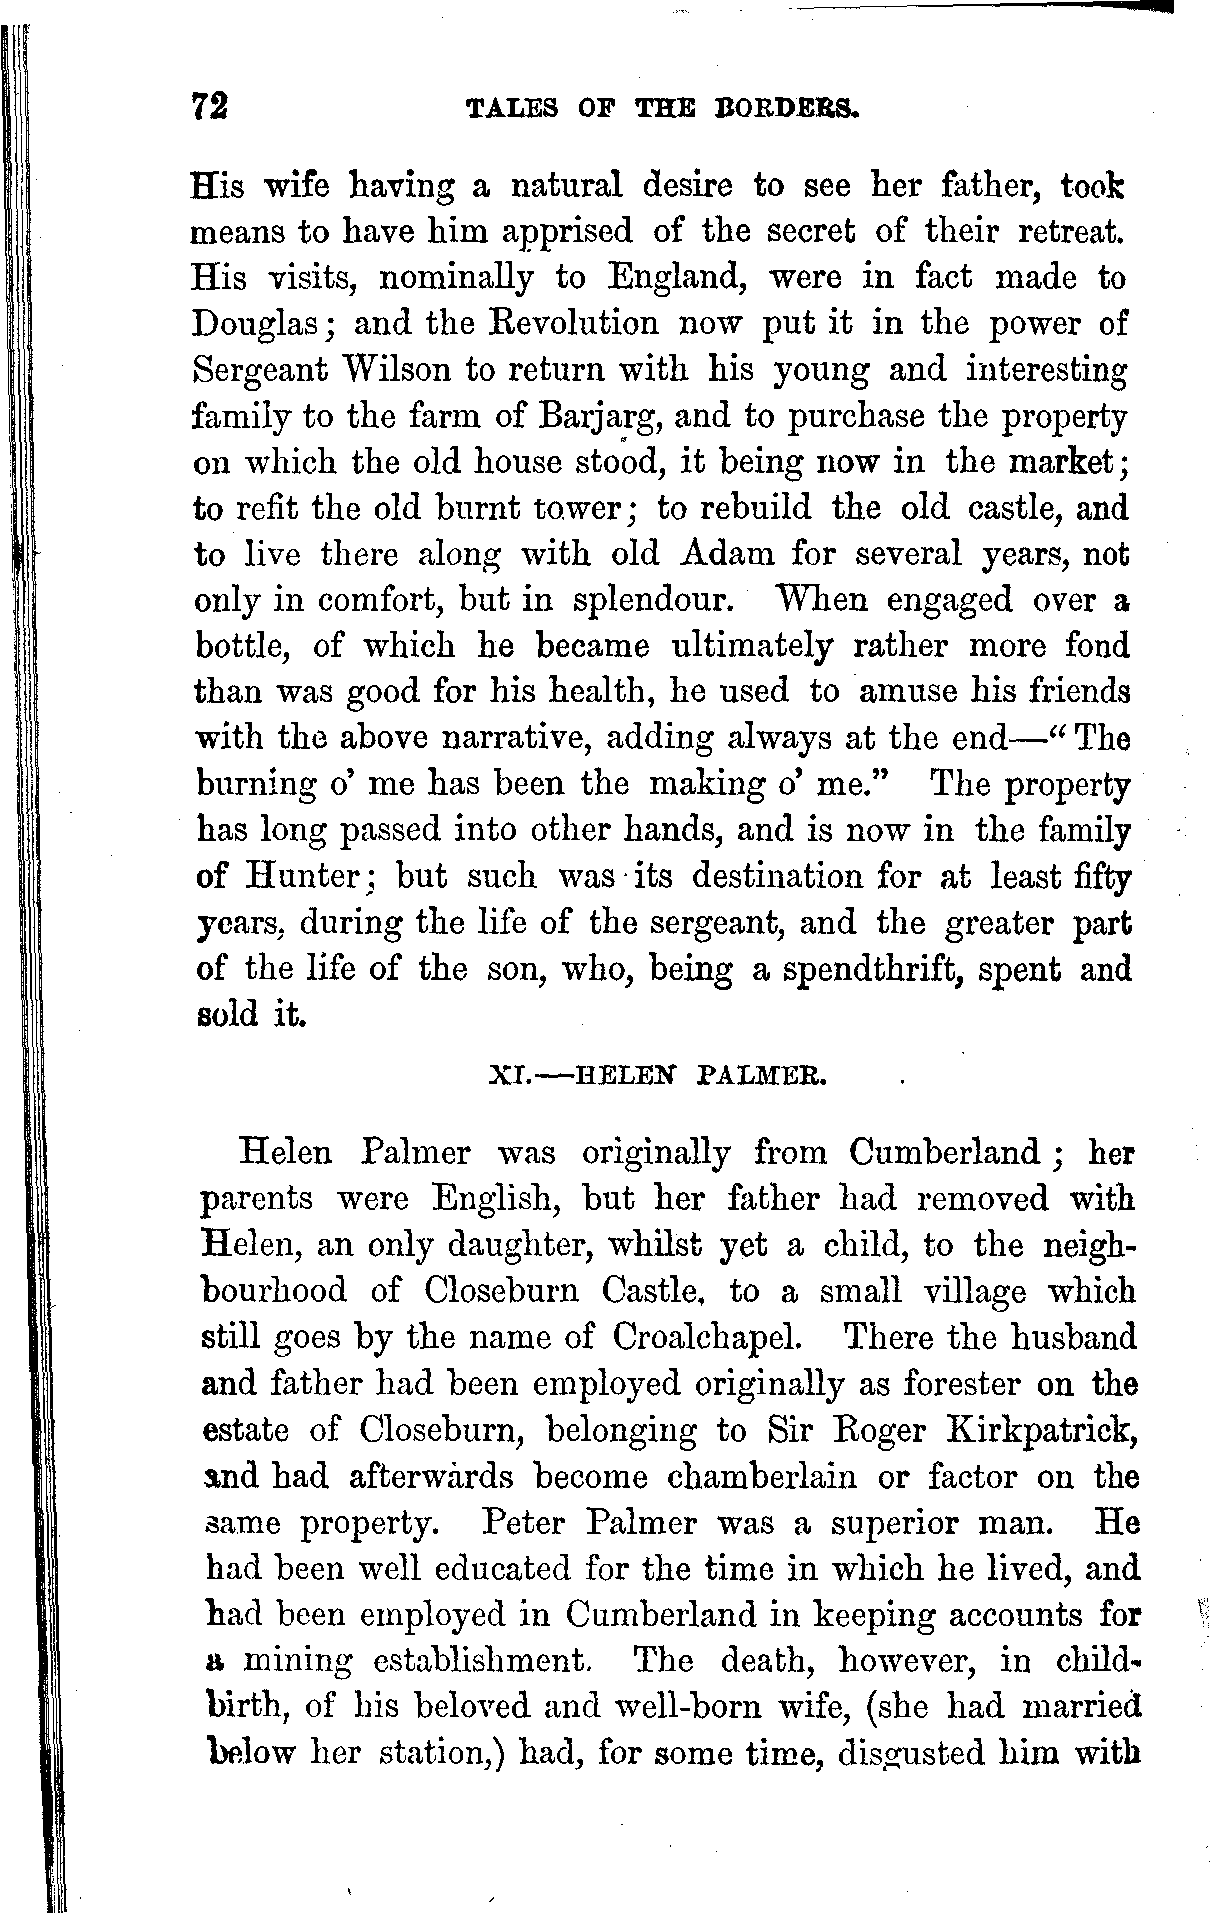 72 TALES OF THE BORDERS.
His wife having a natural desire to see her father, took
means to have him apprised of the secret of their retreat.
His visits, nominally to England, were in fact made to
Douglas; and the Revolution now put it in the power of
Sergeant Wilson to return with his young and interesting
family to the farm of Barjarg, and to purchase the property
on which the old house stood, it being now in the market;
to refit the old burnt tower; to rebuild the old castle, and
to live there along with old Adam for several years, not
only in comfort, but in splendour. When engaged over a
bottle, of which he became ultimately rather more fond
than was good for his health, he used to amuse his friends
with the above narrative, adding always at the end—"The
burning o' me has been the making o' me." The property
has long passed into other hands, and is now in the family
of Hunter; but such was its destination for at least fifty
years, during the life of the sergeant, and the greater part
of the life of the son, who, being a spendthrift, spent and
sold it.
XI.—HELEN PALMER.
Helen Palmer was originally from Cumberland; her
parents were English, but her father had removed with
Helen, an only daughter, whilst yet a child, to the neigh-
bourhood of Closeburn Castle, to a small village which
still goes by the name of Croalchapel. There the husband
and father had been employed originally as forester on the
estate of Closeburn, belonging to Sir Roger Kirkpatrick,
and had afterwards become chamberlain or factor on the
same property. Peter Palmer was a superior man. He
had been well educated for the time in which he lived, and
had been employed in Cumberland in keeping accounts for
a mining establishment. The death, however, in child-
birth, of his beloved and well-born wife, (she had married
below her station,) had, for some time, disgusted him with